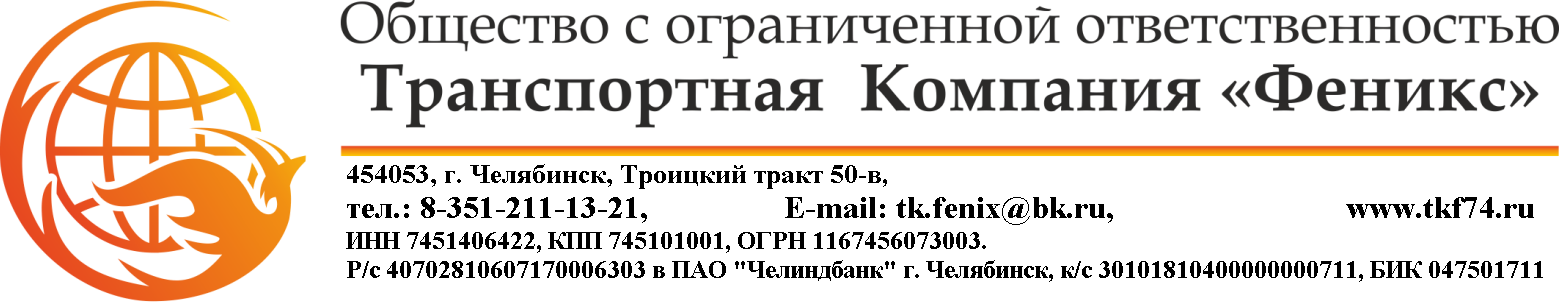 Общество с ограниченной ответственностью
Транспортная Компания «Феникс»
454053, г. Челябинск, Троицкий тракт 50-в,
тел.: 8-351-211-13-21, E-mail: tk.fenix@bk.ru, www.tkf74.ru
ИНН 7451406422, КПП 745101001, ОГРН 1167456073003.
Р/с 40702810607170006303 в ПАО "Челиндбанк" г. Челябинск, к/с 30101810400000000711, БИК 047501711